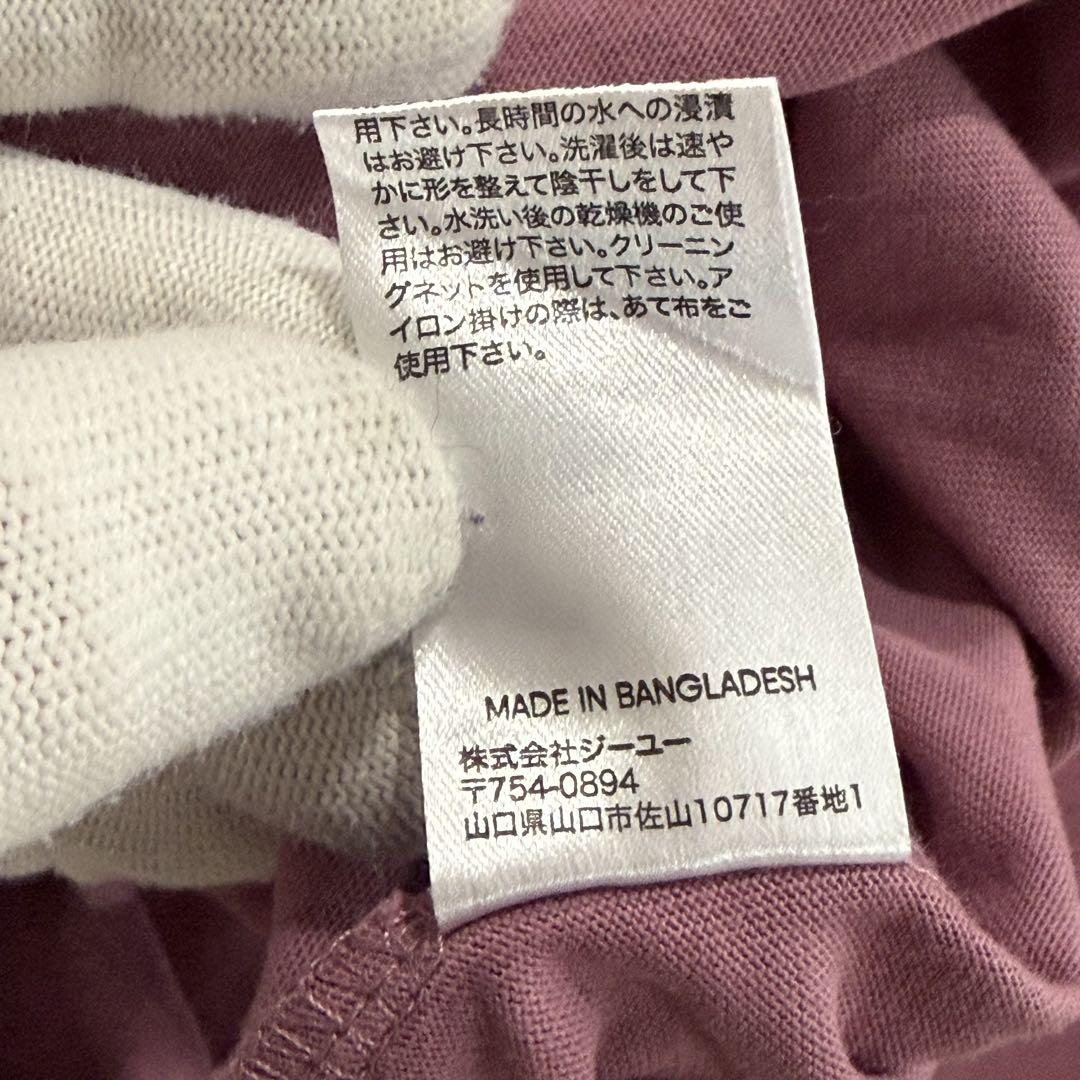 用下さい。長時間の水への浸漬
はお避け下さい。洗濯後は速や
かに形を整えて陰干しをして下
さい。水洗い後の乾燥機のご使
用はお避け下さい。クリーニン
グネットを使用して下さい。ア
イロン掛けの際は、あて布をご
使用下さい。
MADE IN BANGLADESH
株式会社ジーユー
〒754-0894
山口県山口市佐山10717番地1